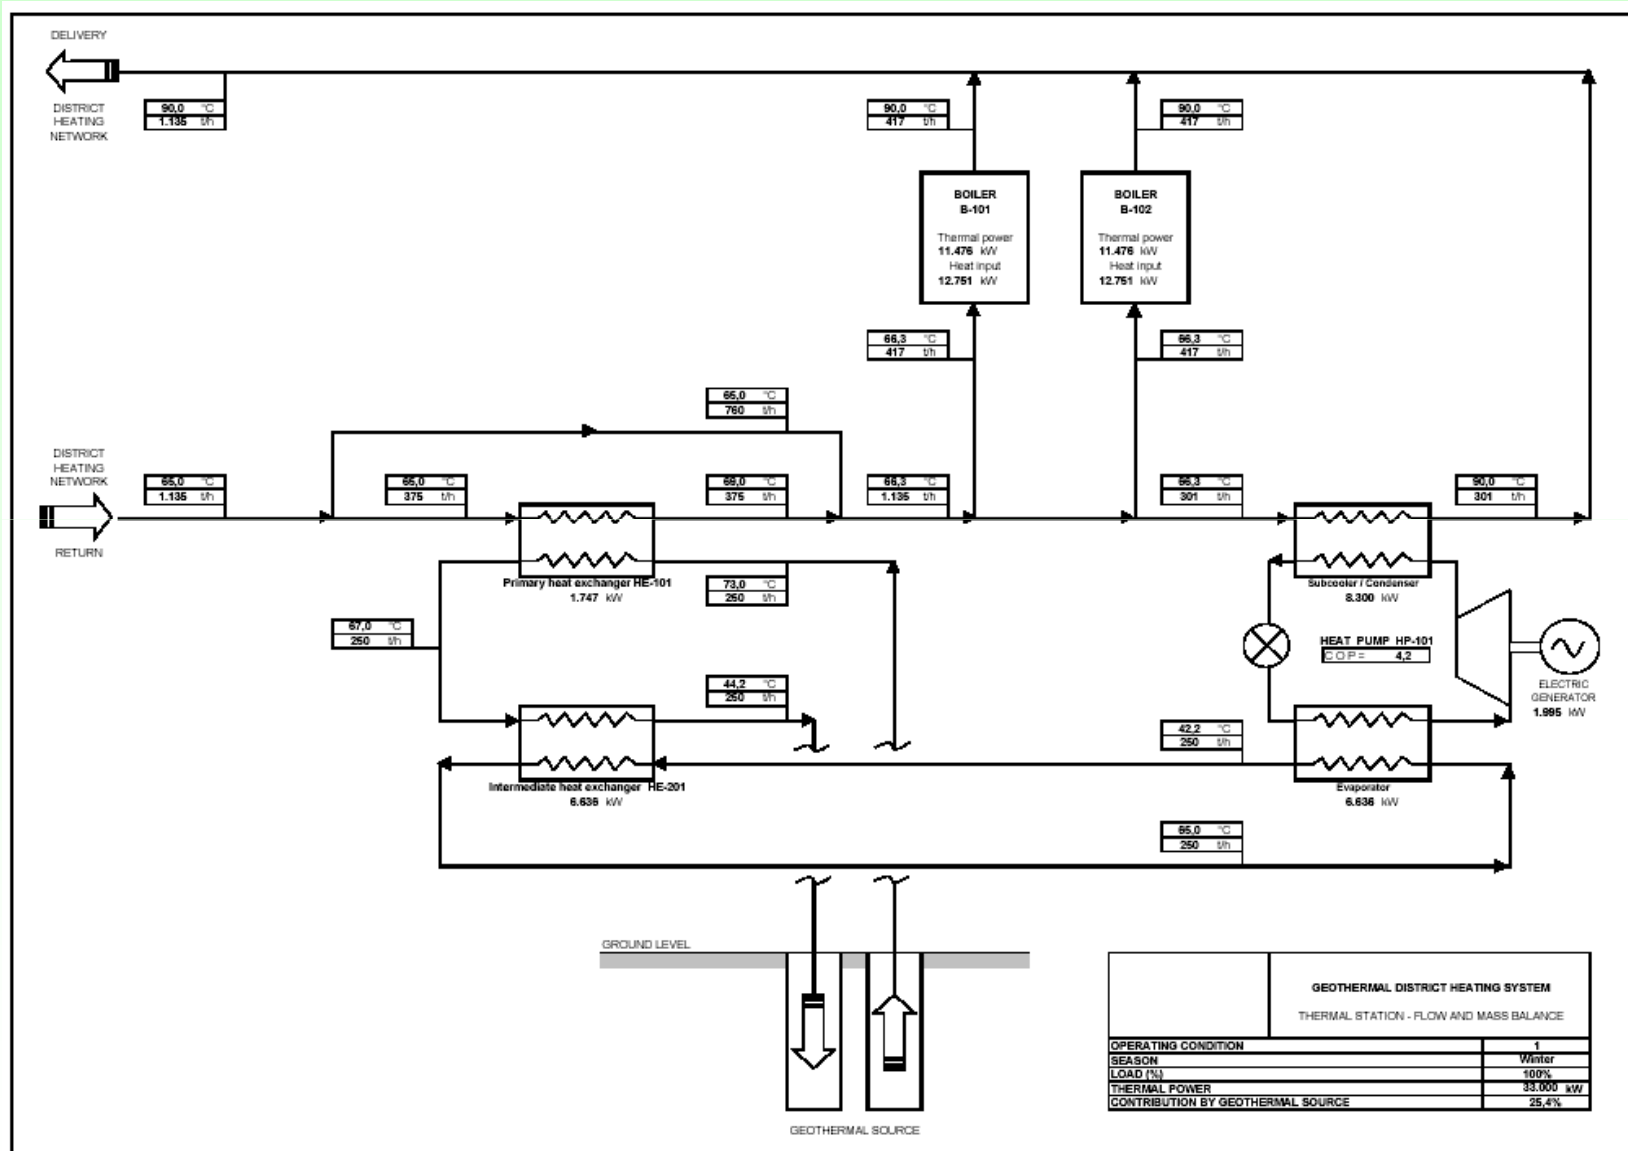 DELIVERY
DISTRICT
HEATING
NETWORK
90,0 °C
1.135 t/h
90,0 °C
417 t/h
90,0 °C
417 t/h
BOILER
B-101
Thermal power
11.476 kW
Heat input
12.751 kW
BOILER
B-102
Thermal power
11.476 kW
Heat input
12.751 kW
66,3 °C
417 t/h
66,3 °C
417 t/h
65,0 °C
760 t/h
DISTRICT
HEATING
NETWORK
RETURN
65,0 °C
1.135 t/h
65,0 °C
375 t/h
69,0 °C
375 t/h
66,3 °C
1.135 t/h
66,3 °C
301 t/h
90,0 °C
301 t/h
Primary heat exchanger HE-101
1.747 kW
73,0 °C
250 t/h
Subcooler / Condenser
8.300 kW
67,0 °C
250 t/h
HEAT PUMP HP-101
C O P = 4,2
ELECTRIC
GENERATOR
1.995 kW
44,2 °C
250 t/h
42,2 °C
250 t/h
Intermediate heat exchanger HE-201
6.636 kW
Evaporator
6.636 kW
65,0 °C
250 t/h
GROUND LEVEL
GEOTHERMAL SOURCE
GEOTHERMAL DISTRICT HEATING SYSTEM
THERMAL STATION - FLOW AND MASS BALANCE
OPERATING CONDITION 1
SEASON Winter
LOAD (%) 100%
THERMAL POWER 33.000 kW
CONTRIBUTION BY GEOTHERMAL SOURCE 25,4%